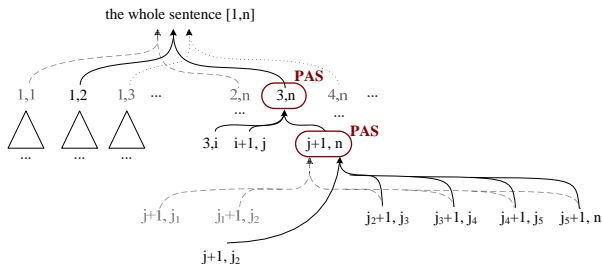 the whole sentence [1,n]
PAS
1,1 1,2 1,3 ... 2,n 3,n 4,n ...
... ...
PAS
3,i i+1, j j+1, n
... ... ...
j+1, j₁ j₁+1, j₂ j₂+1, j₃ j₃+1, j₄ j₄+1, j₅ j₅+1, n
j+1, j₂